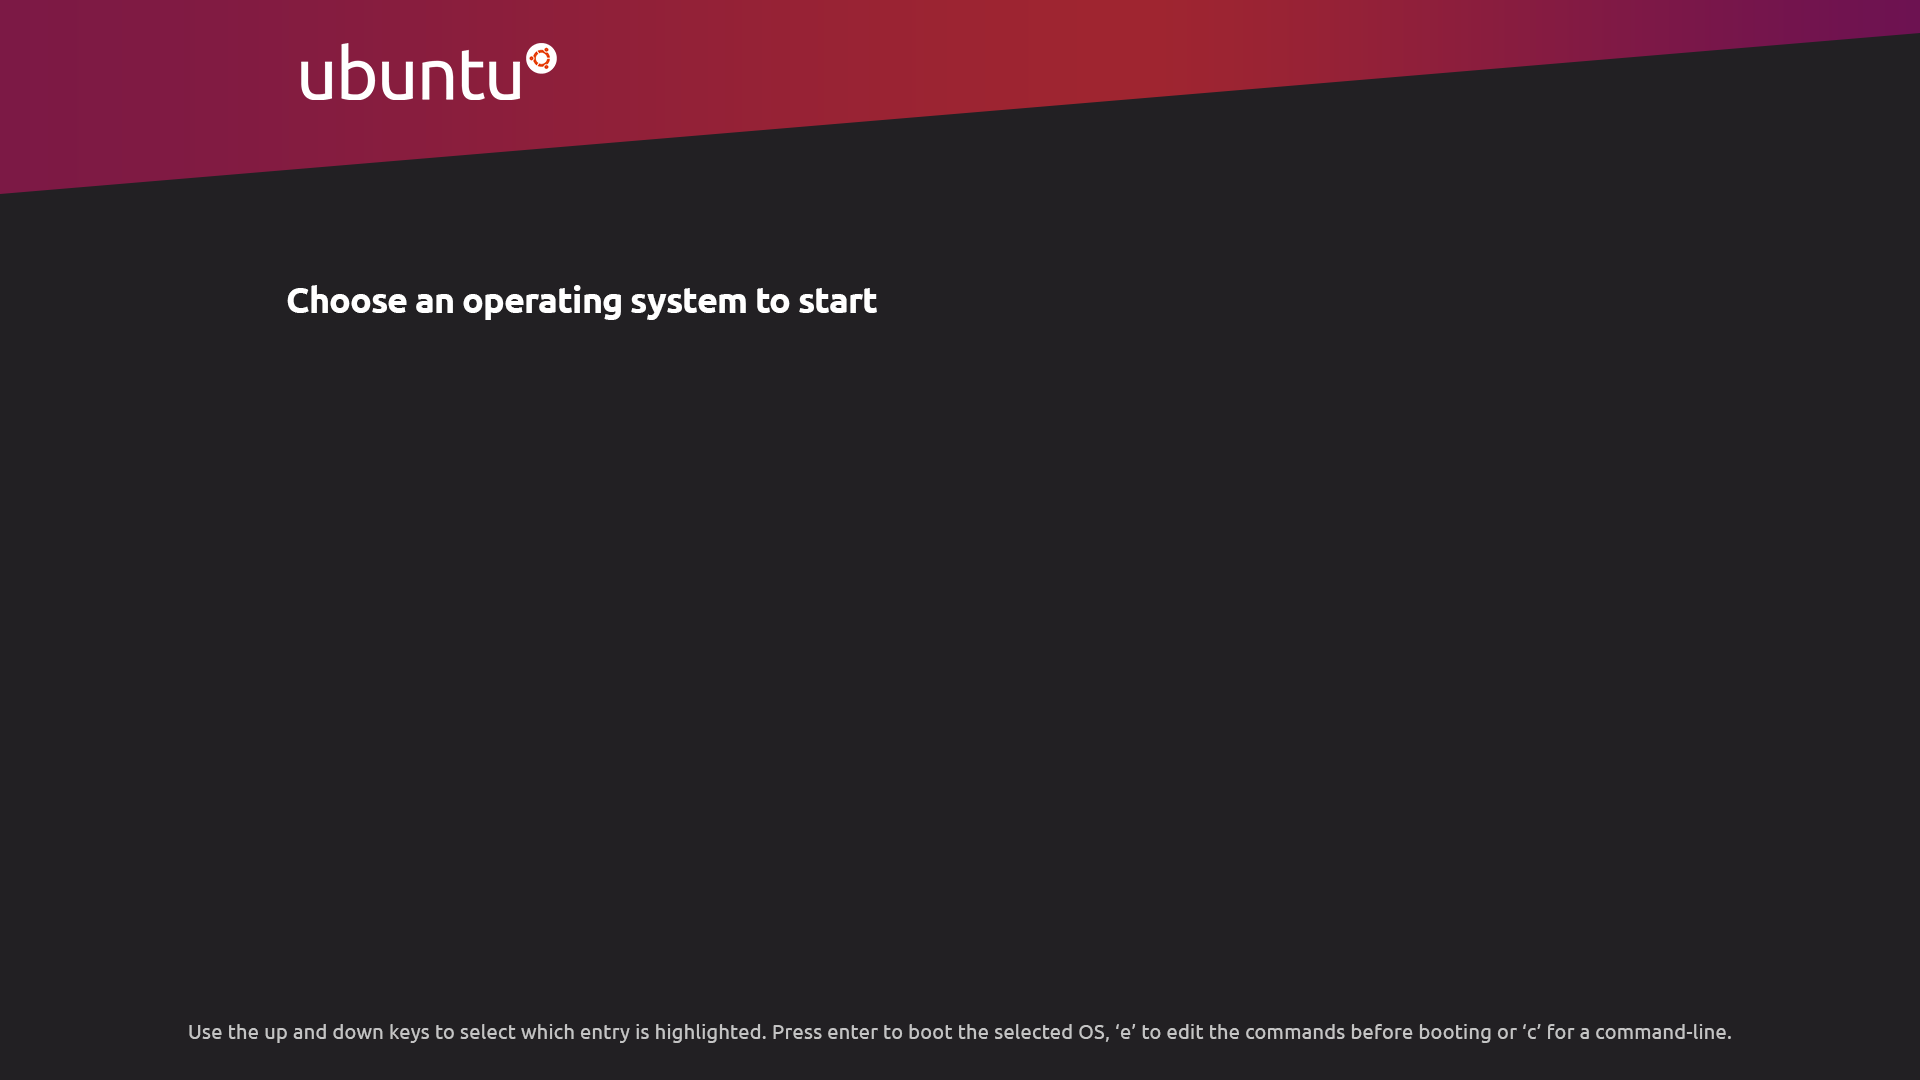 ubuntu
Choose an operating system to start
Use the up and down keys to select which entry is highlighted. Press enter to boot the selected OS, ‘e’ to edit the commands before booting or ‘c’ for a command-line.